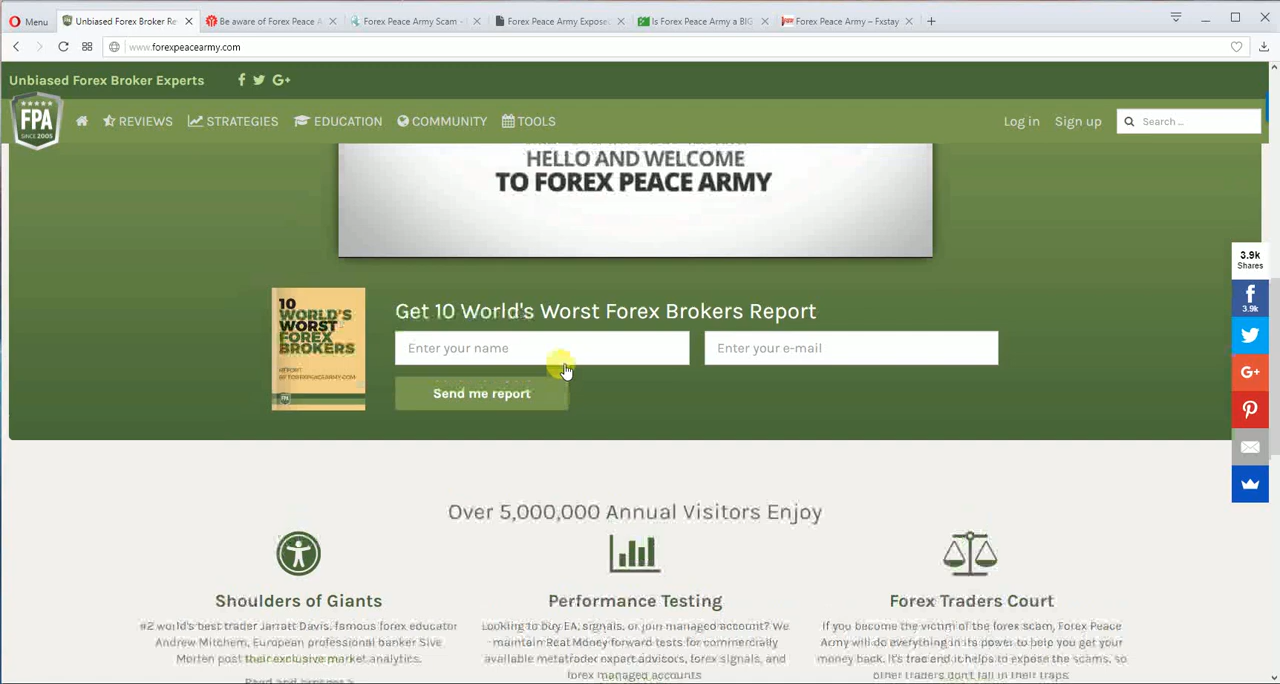 Menu
Unbiased Forex Broker Re
Be aware of Forex Peace A
Forex Peace Army Scam -
Forex Peace Army Expose
Is Forex Peace Army a BIG
Forex Peace Army – Fxstay
www.forexpeacearmy.com
Unbiased Forex Broker Experts
FPA
SINCE 2005
REVIEWS
STRATEGIES
EDUCATION
COMMUNITY
TOOLS
Log in
Sign up
Search ...
HELLO AND WELCOME
TO FOREX PEACE ARMY
3.9k
Shares
3.9k
10
WORLD'S
WORST
FOREX
BROKERS
REPORT
BY FOREXPEACEARMY.COM
Get 10 World's Worst Forex Brokers Report
Enter your name
Enter your e-mail
Send me report
Over 5,000,000 Annual Visitors Enjoy
Shoulders of Giants
#2 world's best trader Jarratt Davis, famous forex educator
Andrew Mitchem, European professional banker Sive
Morten post their exclusive market analytics.
Performance Testing
Looking to buy EA, signals, or join managed account? We
maintain Real Money forward tests for commercially
available metatrader expert advisors, forex signals, and
forex managed accounts
Forex Traders Court
If you become the victim of the forex scam, Forex Peace
Army will do everything in its power to help you get your
money back. It's free and it helps to expose the scams, so
other traders don't fall in their traps